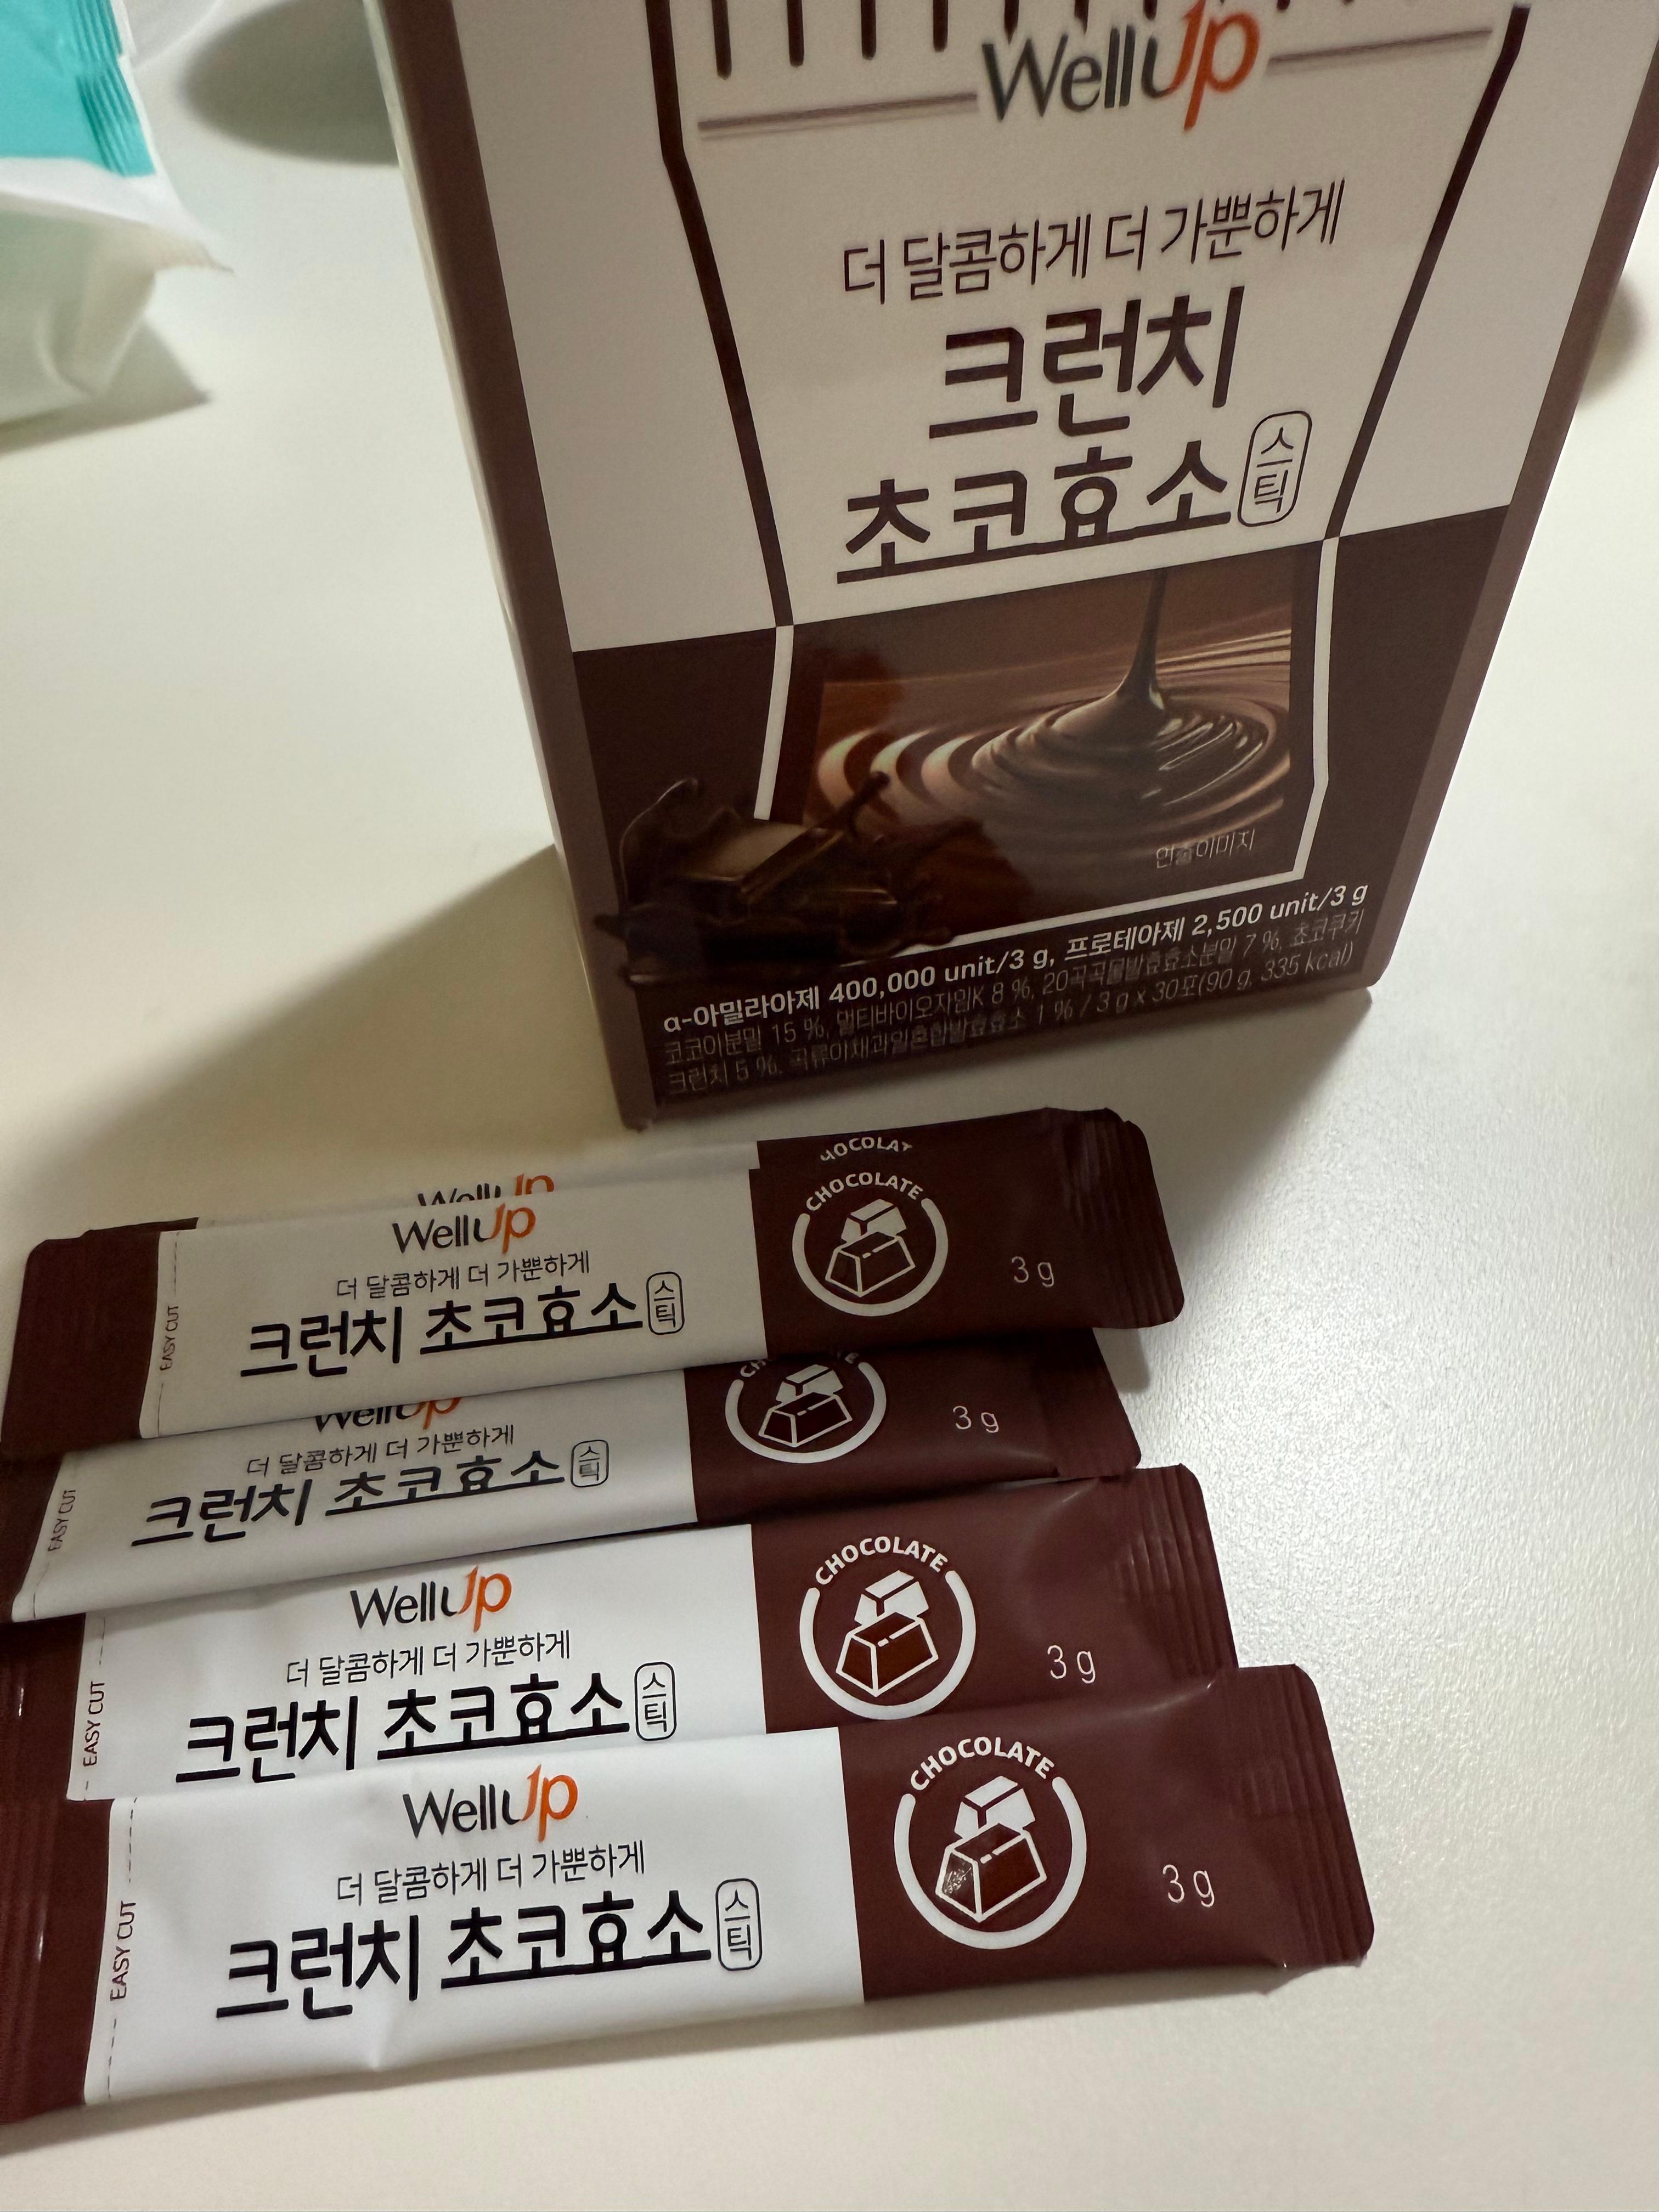 WellUp
더 달콤하게 더 가뿐하게
크런치
초코효소 스틱
연출이미지
α-아밀라아제 400,000 unit/3 g, 프로테아제 2,500 unit/3 g
코코아분말 15 %, 멀티바이오자임K 8 %, 20곡곡물발효효소분말 7 %, 초코쿠키
크런치 5 %, 곡류야채과일혼합발효효소 1 % / 3 g x 30포(90 g, 335 kcal)
WellUp
CHOCOLAT
WellUp
더 달콤하게 더 가뿐하게
크런치 초코효소 스틱
EASY CUT
CHOCOLATE
3 g
WellUp
더 달콤하게 더 가뿐하게
크런치 초코효소 스틱
EASY CUT
CHOCOLATE
3 g
WellUp
더 달콤하게 더 가뿐하게
크런치 초코효소 스틱
EASY CUT
CHOCOLATE
3 g
WellUp
더 달콤하게 더 가뿐하게
크런치 초코효소 스틱
EASY CUT
CHOCOLATE
3 g